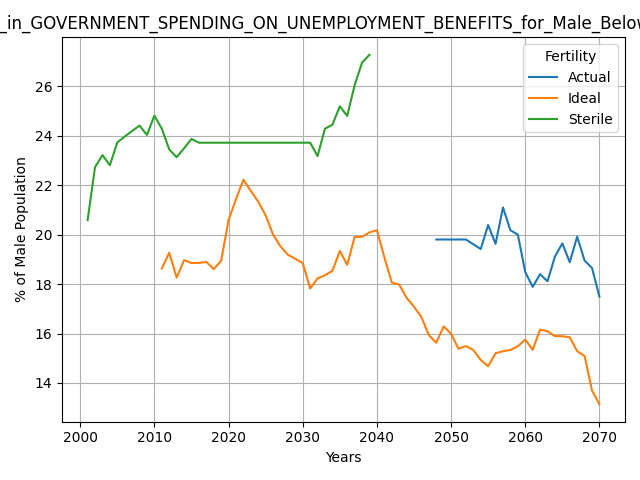 _in_GOVERNMENT_SPENDING_ON_UNEMPLOYMENT_BENEFITS_for_Male_Below
Fertility
Actual
Ideal
Sterile
% of Male Population
26
24
22
20
18
16
14
2000 2010 2020 2030 2040 2050 2060 2070
Years